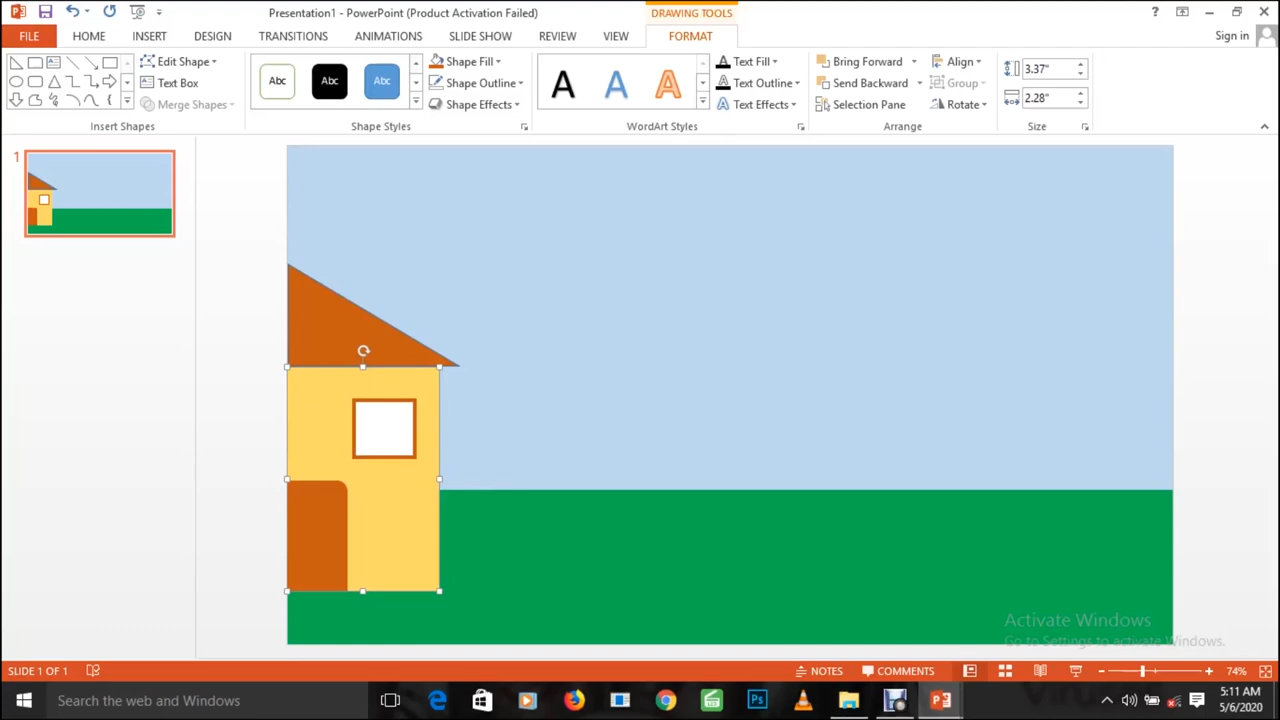 Presentation1 - PowerPoint (Product Activation Failed)
DRAWING TOOLS
?
FILE
HOME
INSERT
DESIGN
TRANSITIONS
ANIMATIONS
SLIDE SHOW
REVIEW
VIEW
FORMAT
Sign in
Edit Shape
Text Box
Merge Shapes
Insert Shapes
Abc
Abc
Abc
Shape Fill
Shape Outline
Shape Effects
Shape Styles
A
A
A
Text Fill
Text Outline
Text Effects
WordArt Styles
Bring Forward
Send Backward
Selection Pane
Align
Group
Rotate
Arrange
3.37"
2.28"
Size
1
Activate Windows
Go to Settings to activate Windows.
SLIDE 1 OF 1
NOTES
COMMENTS
74%
Search the web and Windows
Ps
5:11 AM
5/6/2020